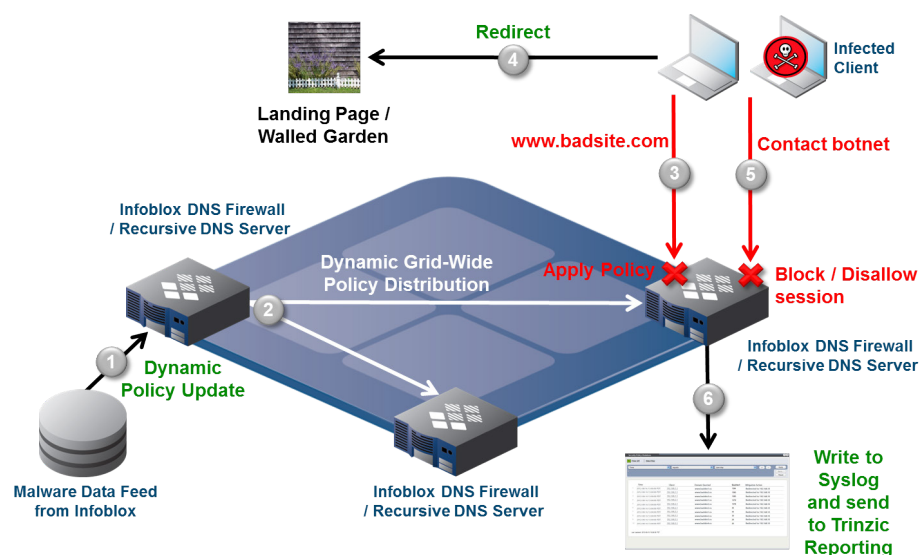 Redirect
4
Infected
Client
Landing Page /
Walled Garden
www.badsite.com
Contact botnet
3
5
Infoblox DNS Firewall
/ Recursive DNS Server
Dynamic Grid-Wide
Policy Distribution
Apply Policy
Block / Disallow
session
2
Infoblox DNS Firewall
/ Recursive DNS Server
1
Dynamic
Policy Update
6
Malware Data Feed
from Infoblox
Infoblox DNS Firewall
/ Recursive DNS Server
Write to
Syslog
and send
to Trinzic
Reporting